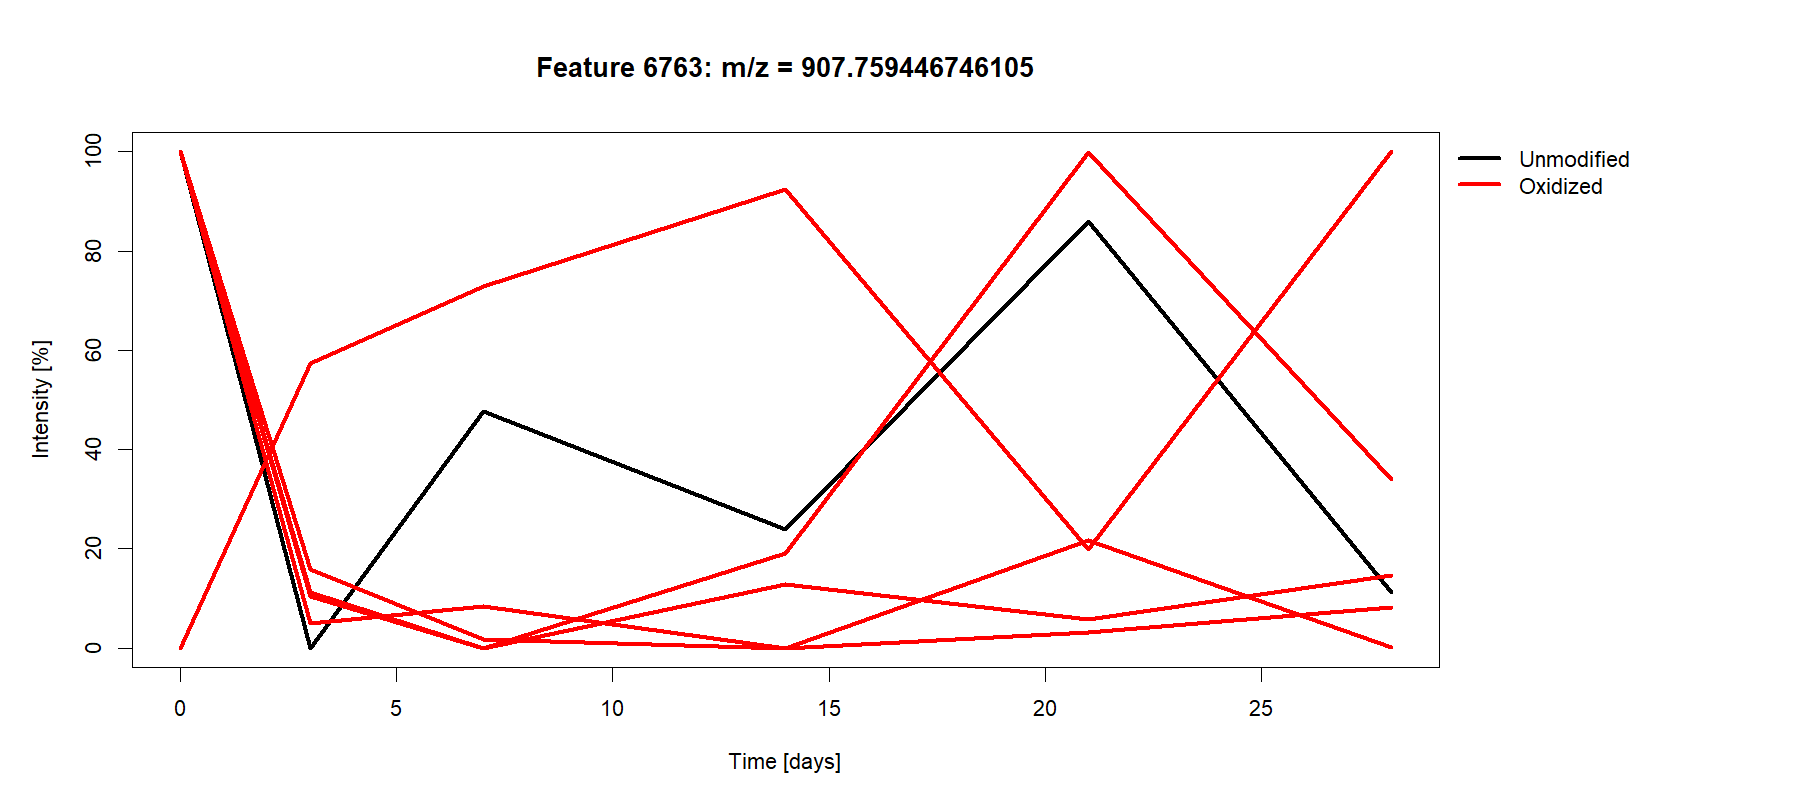 Feature 6763: m/z = 907.759446746105
Unmodified
Oxidized
Intensity [%]
100
80
60
40
20
0
0 5 10 15 20 25
Time [days]